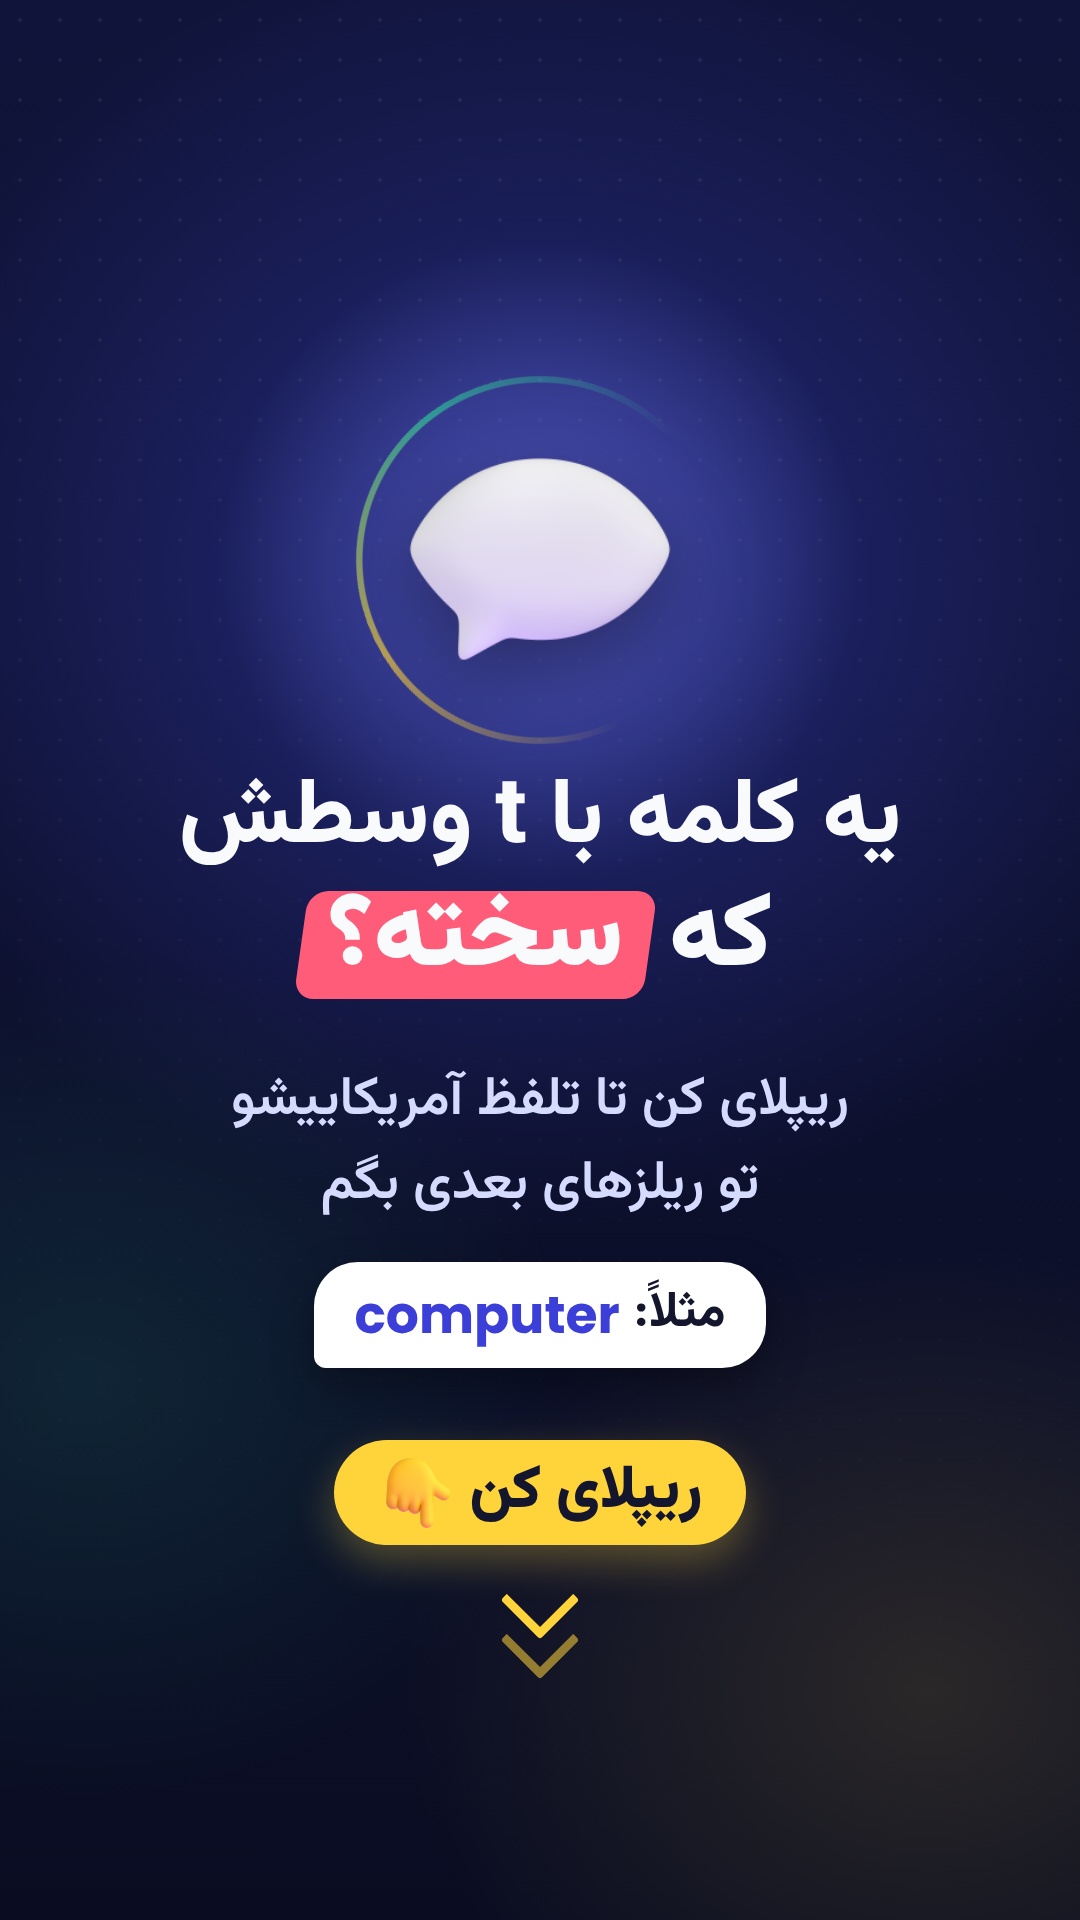 یه کلمه با t وسطش
که سخته؟
ریپلای کن تا تلفظ آمریکاییشو
تو ریلزهای بعدی بگم
مثلاً: computer
ریپلای کن 👇